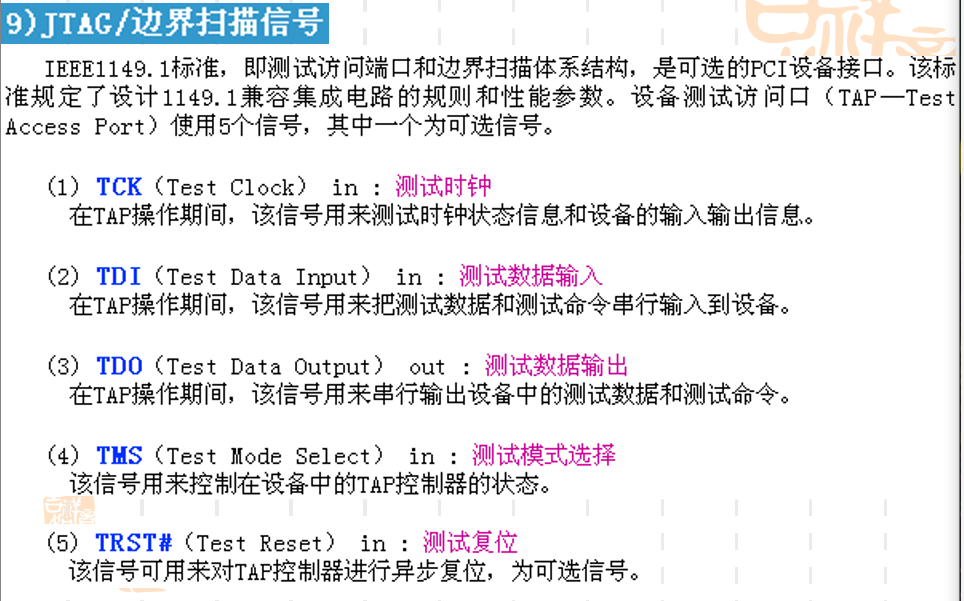 9)JTAG/边界扫描信号
IEEE1149.1标准，即测试访问端口和边界扫描体系结构，是可选的PCI设备接口。该标
准规定了设计1149.1兼容集成电路的规则和性能参数。设备测试访问口（TAP—Test
Access Port）使用5个信号，其中一个为可选信号。
(1) TCK（Test Clock） in : 测试时钟
在TAP操作期间，该信号用来测试时钟状态信息和设备的输入输出信息。
(2) TDI（Test Data Input） in : 测试数据输入
在TAP操作期间，该信号用来把测试数据和测试命令串行输入到设备。
(3) TDO（Test Data Output） out : 测试数据输出
在TAP操作期间，该信号用来串行输出设备中的测试数据和测试命令。
(4) TMS（Test Mode Select） in : 测试模式选择
该信号用来控制在设备中的TAP控制器的状态。
(5) TRST#（Test Reset） in : 测试复位
该信号可用来对TAP控制器进行异步复位，为可选信号。